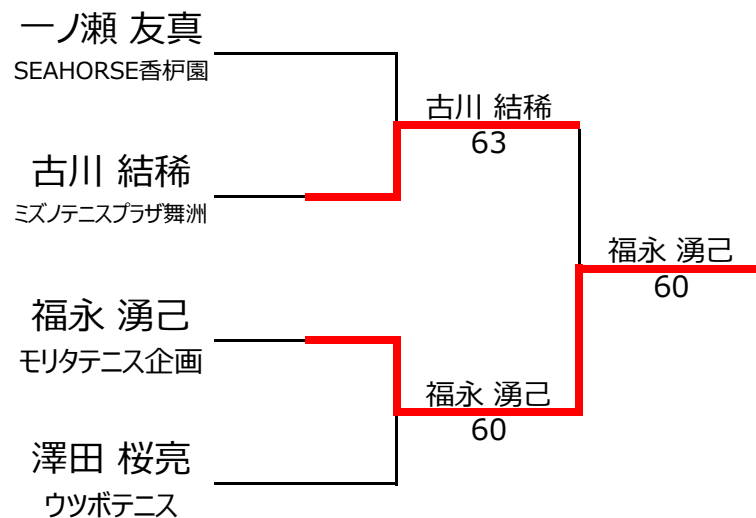 一ノ瀬 友真
SEAHORSE香枦園
古川 結稀
63
古川 結稀
ミズノテニスプラザ舞洲
福永 湧己
60
福永 湧己
モリタテニス企画
福永 湧己
60
澤田 桜亮
ウツボテニス